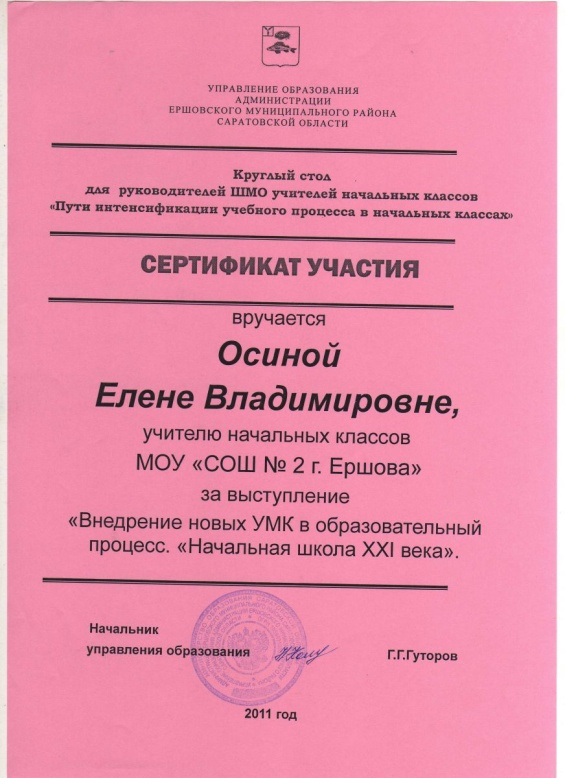 УПРАВЛЕНИЕ ОБРАЗОВАНИЯ
АДМИНИСТРАЦИИ
ЕРШОВСКОГО МУНИЦИПАЛЬНОГО РАЙОНА
САРАТОВСКОЙ ОБЛАСТИ
Круглый стол
для руководителей ШМО учителей начальных классов
«Пути интенсификации учебного процесса в начальных классах»
СЕРТИФИКАТ УЧАСТИЯ
вручается
Осиной
Елене Владимировне,
учителю начальных классов
МОУ «СОШ № 2 г. Ершова»
за выступление
«Внедрение новых УМК в образовательный
процесс. «Начальная школа XXI века».
Начальник
управления образования
Г.Г.Гуторов
2011 год